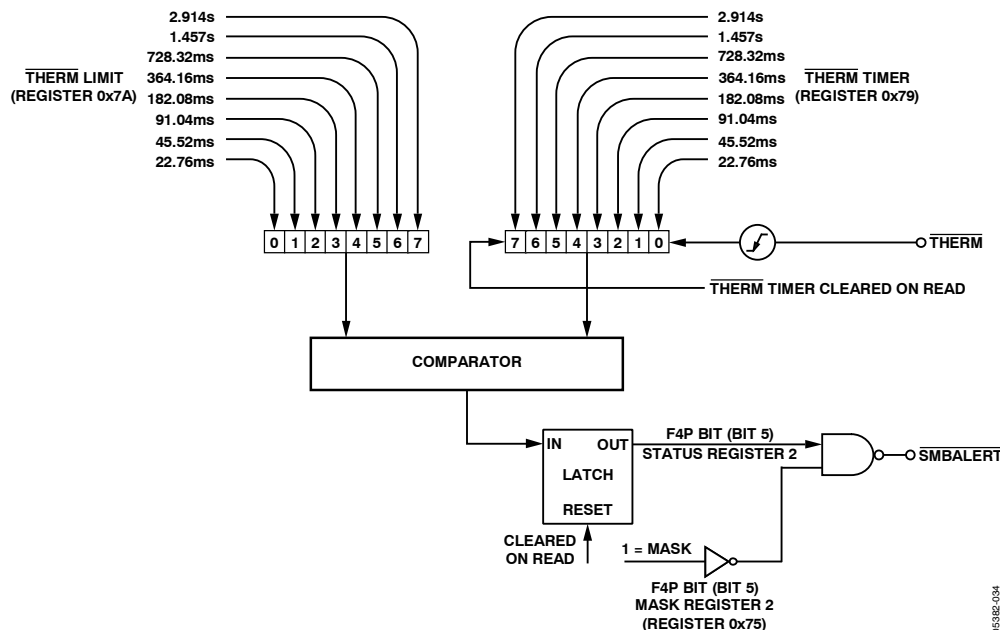 2.914s
1.457s
728.32ms
364.16ms
182.08ms
91.04ms
45.52ms
22.76ms
THERM LIMIT
(REGISTER 0x7A)
2.914s
1.457s
728.32ms
364.16ms
182.08ms
91.04ms
45.52ms
22.76ms
THERM TIMER
(REGISTER 0x79)
0 1 2 3 4 5 6 7
7 6 5 4 3 2 1 0
THERM
THERM TIMER CLEARED ON READ
COMPARATOR
IN OUT
LATCH
RESET
F4P BIT (BIT 5)
STATUS REGISTER 2
SMBALERT
CLEARED
ON READ
1 = MASK
F4P BIT (BIT 5)
MASK REGISTER 2
(REGISTER 0x75)
05382-034